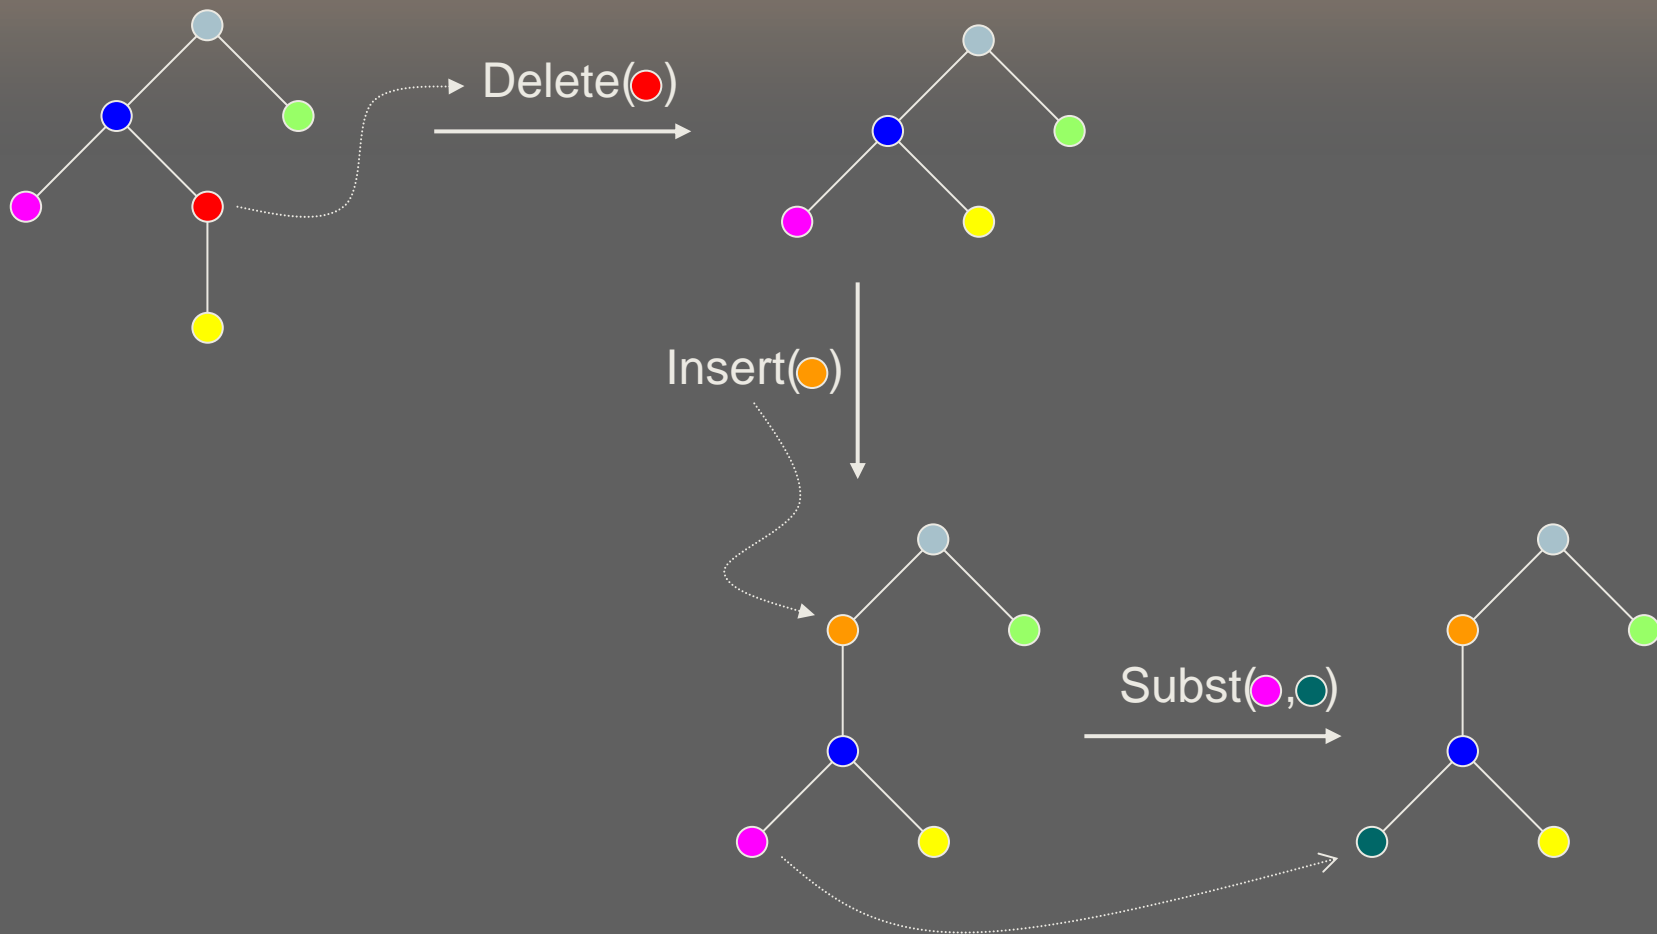 Delete( )
Insert( )
Subst( , )